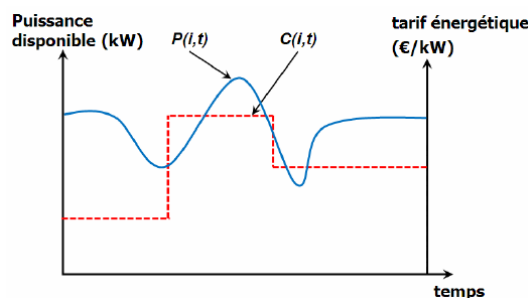 Puissance
disponible (kW)
P(i,t)
C(i,t)
tarif énergétique
(€/kW)
temps